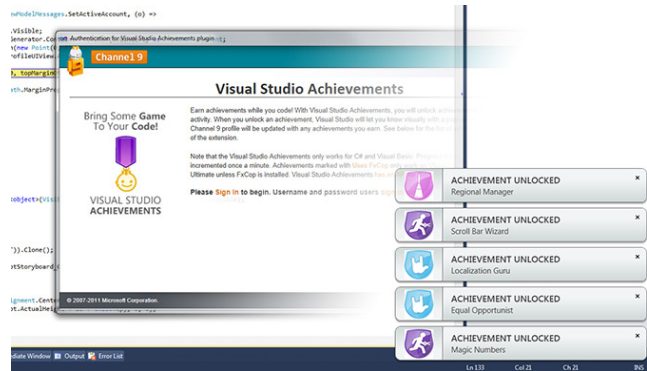 ewModelMessages.SetActiveAccount, (o) =>
.Visible;
Authentication for Visual Studio Achievements plugin
Channel 9
Visual Studio Achievements
Bring Some Game
To Your Code!
VISUAL STUDIO
ACHIEVEMENTS
Earn achievements while you code! With Visual Studio Achievements, you will unlock
activity. When you unlock an achievement, Visual Studio will let you know visually with a
Channel 9 profile will be updated with any achievements you earn. See below for the list of
of the extension.
Note that the Visual Studio Achievements only works for C# and Visual Basic
incremented once a minute. Achievements marked with Uses FxCop only
Ultimate unless FxCop is installed. Visual Studio Achievements
Please Sign In to begin. Username and password users
© 2007-2011 Microsoft Corporation
")).Clone();
ACHIEVEMENT UNLOCKED
Regional Manager
ACHIEVEMENT UNLOCKED
Scroll Bar Wizard
ACHIEVEMENT UNLOCKED
Localization Guru
ACHIEVEMENT UNLOCKED
Equal Opportunist
ACHIEVEMENT UNLOCKED
Magic Numbers
ediate Window Output Error List
Ln 133 Col 21 Ch 21 INS